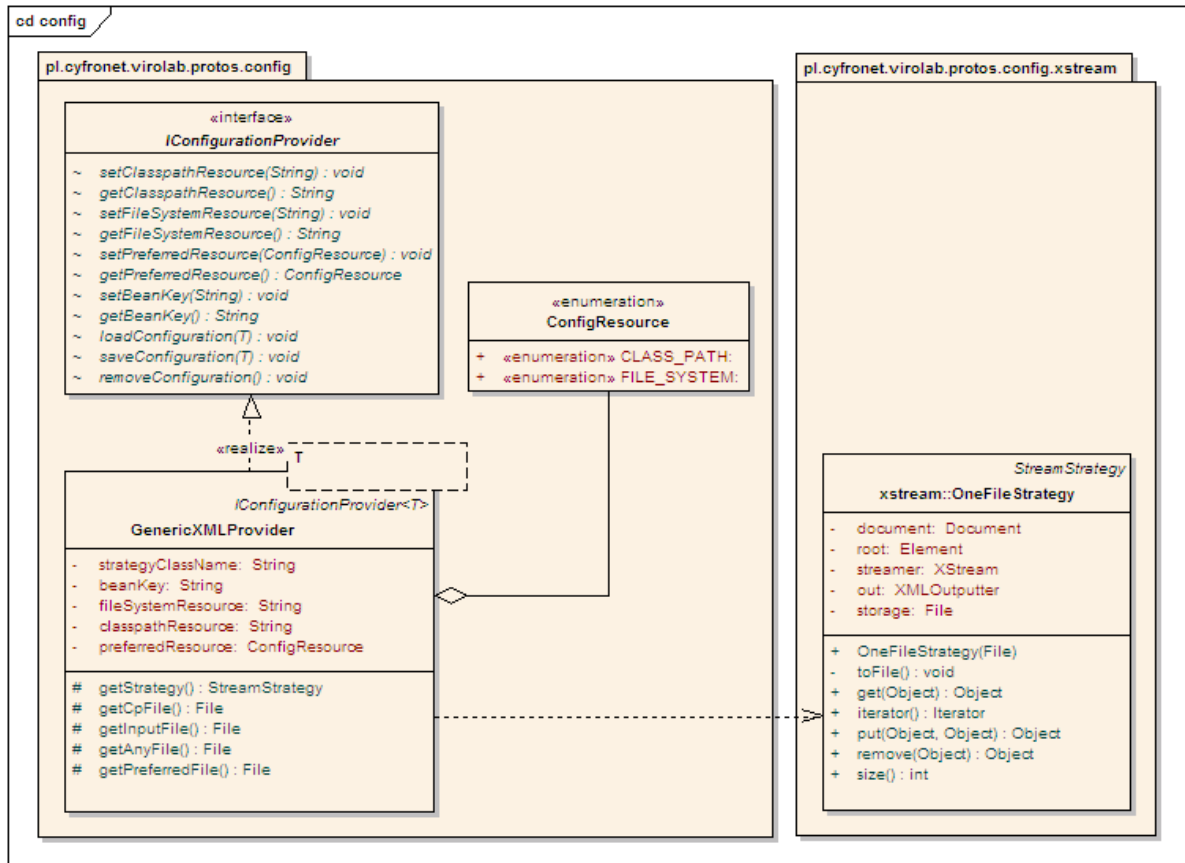 cd config
pl.cyfronet.virolab.protos.config
«interface»
IConfigurationProvider
~ setClasspathResource(String) : void
~ getClasspathResource() : String
~ setFileSystemResource(String) : void
~ getFileSystemResource() : String
~ setPreferredResource(ConfigResource) : void
~ getPreferredResource() : ConfigResource
~ setBeanKey(String) : void
~ getBeanKey() : String
~ loadConfiguration(T) : void
~ saveConfiguration(T) : void
~ removeConfiguration() : void
«enumeration»
ConfigResource
+ «enumeration» CLASS_PATH:
+ «enumeration» FILE_SYSTEM:
«realize»
T
IConfigurationProvider<T>
GenericXMLProvider
- strategyClassName: String
- beanKey: String
- fileSystemResource: String
- classpathResource: String
- preferredResource: ConfigResource
# getStrategy() : StreamStrategy
# getCpFile() : File
# getInputFile() : File
# getAnyFile() : File
# getPreferredFile() : File
pl.cyfronet.virolab.protos.config.xstream
StreamStrategy
xstream::OneFileStrategy
- document: Document
- root: Element
- streamer: XStream
- out: XMLOutputter
- storage: File
+ OneFileStrategy(File)
- toFile() : void
+ get(Object) : Object
+ iterator() : Iterator
+ put(Object, Object) : Object
+ remove(Object) : Object
+ size() : int